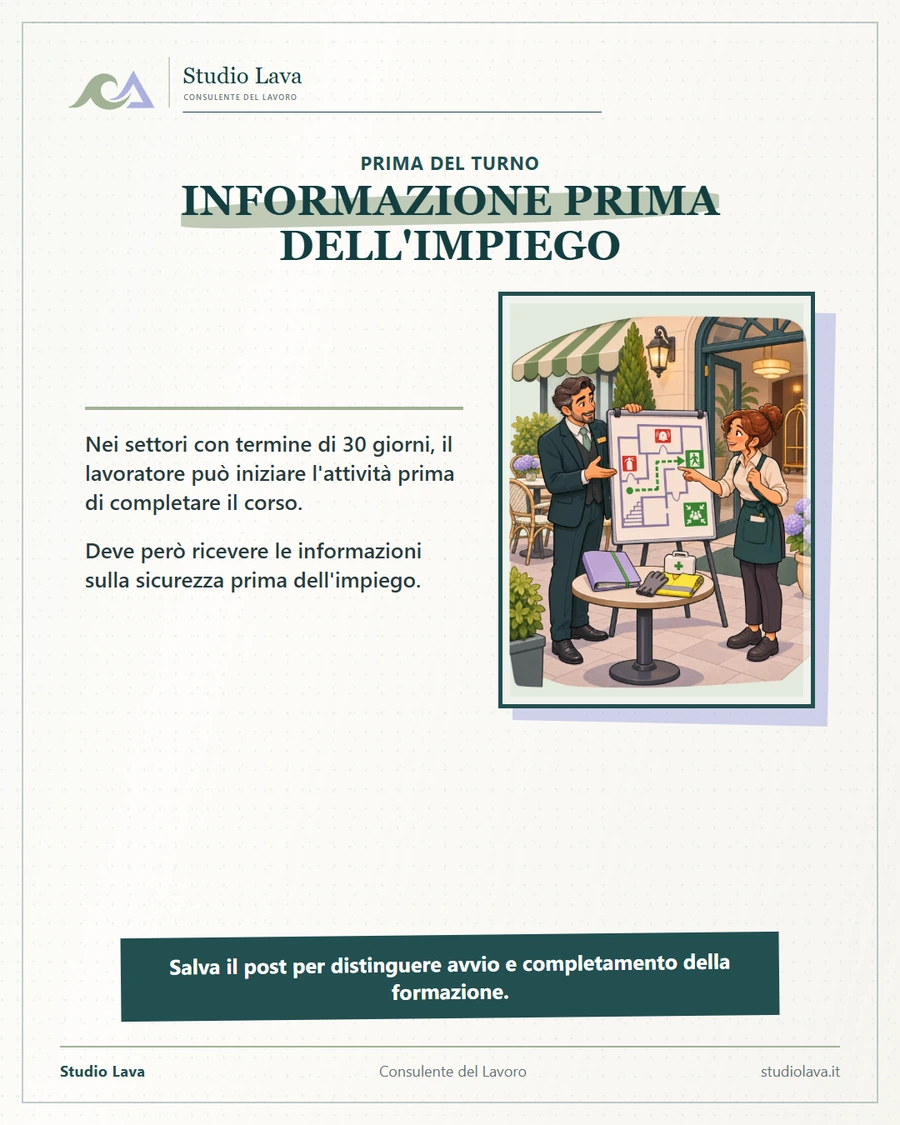 Studio Lava
CONSULENTE DEL LAVORO
PRIMA DEL TURNO
INFORMAZIONE PRIMA
DELL'IMPIEGO
Nei settori con termine di 30 giorni, il
lavoratore può iniziare l'attività prima
di completare il corso.
Deve però ricevere le informazioni
sulla sicurezza prima dell'impiego.
Salva il post per distinguere avvio e completamento della
formazione.
Studio Lava
Consulente del Lavoro
studiolava.it